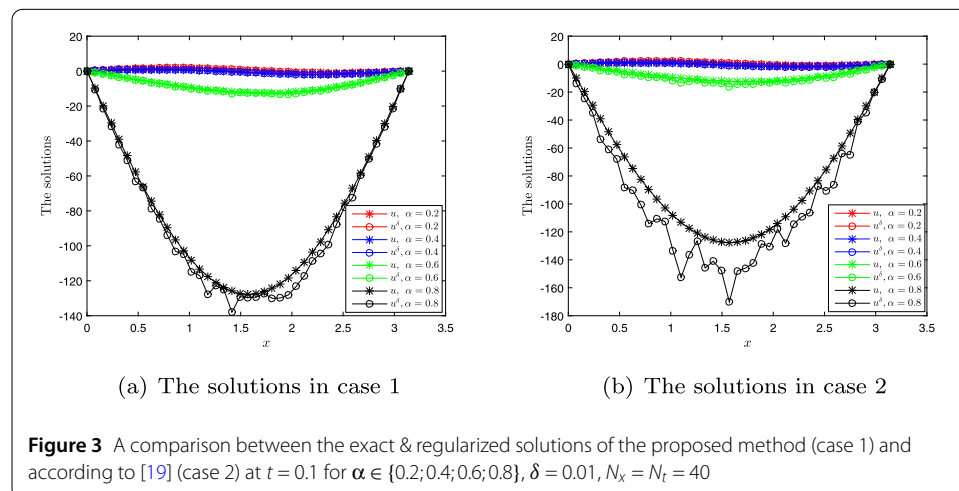 20
0
-20
-40
-60
-80
-100
-120
-140
The solutions
0 0.5 1 1.5 2 2.5 3 3.5
x
u, α = 0.2
u^δ, α = 0.2
u, α = 0.4
u^δ, α = 0.4
u, α = 0.6
u^δ, α = 0.6
u, α = 0.8
u^δ, α = 0.8
(a) The solutions in case 1
20
0
-20
-40
-60
-80
-100
-120
-140
-160
-180
The solutions
0 0.5 1 1.5 2 2.5 3 3.5
x
u, α = 0.2
u^δ, α = 0.2
u, α = 0.4
u^δ, α = 0.4
u, α = 0.6
u^δ, α = 0.6
u, α = 0.8
u^δ, α = 0.8
(b) The solutions in case 2
Figure 3 A comparison between the exact & regularized solutions of the proposed method (case 1) and
according to [19] (case 2) at t = 0.1 for α ∈ {0.2; 0.4; 0.6; 0.8}, δ = 0.01, Nₓ = Nₜ = 40